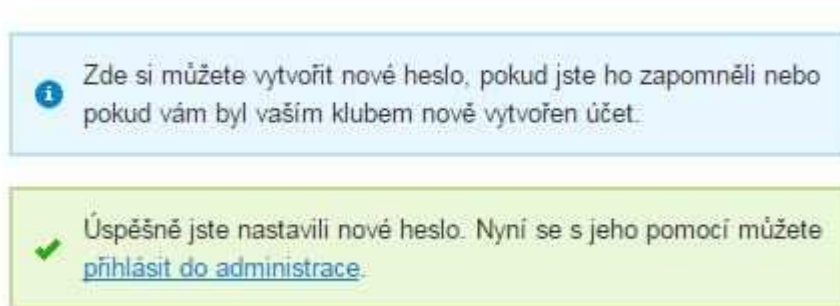 Zde si můžete vytvořit nové heslo, pokud jste ho zapomněli nebo
pokud vám byl vaším klubem nově vytvořen účet.
Úspěšně jste nastavili nové heslo. Nyní se s jeho pomocí můžete
přihlásit do administrace.